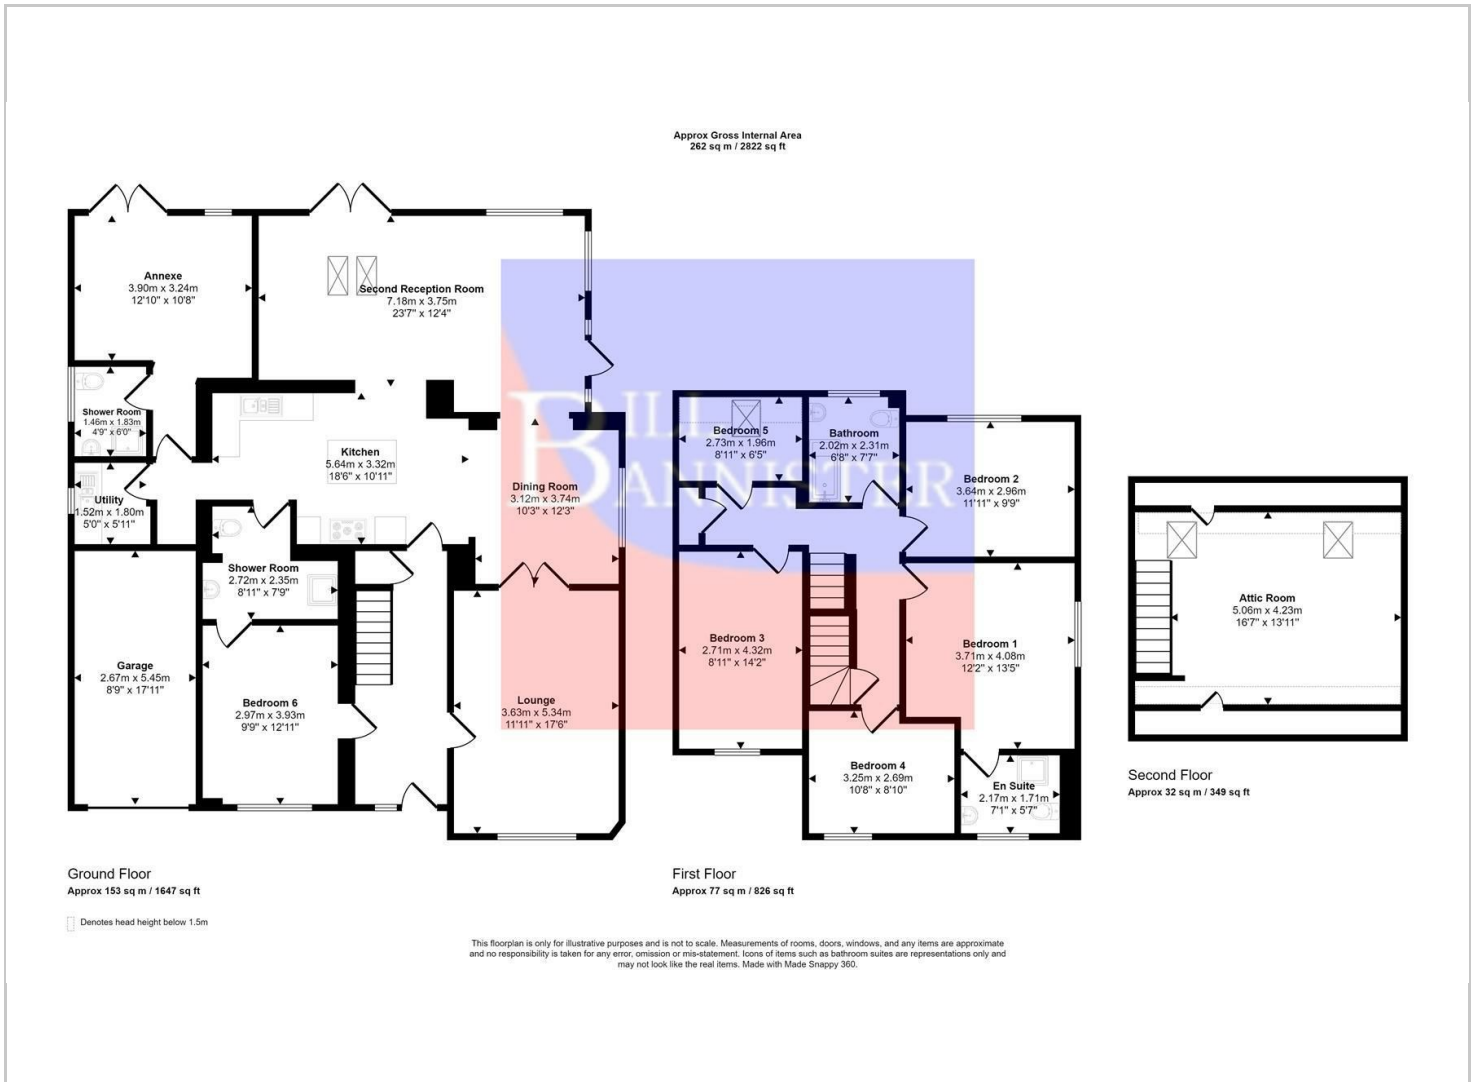 Approx Gross Internal Area
262 sq m / 2822 sq ft
Annexe
3.90m x 3.24m
12'10" x 10'8"
Second Reception Room
7.18m x 3.75m
23'7" x 12'4"
Shower Room
1.46m x 1.83m
4'9" x 6'0"
Kitchen
5.64m x 3.32m
18'6" x 10'11"
Utility
1.52m x 1.80m
5'0" x 5'11"
Dining Room
3.12m x 3.74m
10'3" x 12'3"
Shower Room
2.72m x 2.35m
8'11" x 7'9"
Garage
2.67m x 5.45m
8'9" x 17'11"
Bedroom 6
2.97m x 3.93m
9'9" x 12'11"
Lounge
3.63m x 5.34m
11'11" x 17'6"
BILL
BANNISTER
Bedroom 5
2.73m x 1.96m
8'11" x 6'5"
Bathroom
2.02m x 2.31m
6'8" x 7'7"
Bedroom 2
3.64m x 2.96m
11'11" x 9'9"
Bedroom 3
2.71m x 4.32m
8'11" x 14'2"
Bedroom 1
3.71m x 4.08m
12'2" x 13'5"
Bedroom 4
3.25m x 2.69m
10'8" x 8'10"
En Suite
2.17m x 1.71m
7'1" x 5'7"
Attic Room
5.06m x 4.23m
16'7" x 13'11"
Second Floor
Approx 32 sq m / 349 sq ft
Ground Floor
Approx 153 sq m / 1647 sq ft
First Floor
Approx 77 sq m / 826 sq ft
Denotes head height below 1.5m
This floorplan is only for illustrative purposes and is not to scale. Measurements of rooms, doors, windows, and any items are approximate
and no responsibility is taken for any error, omission or mis-statement. Icons of items such as bathroom suites are representations only and
may not look like the real items. Made with Made Snappy 360.